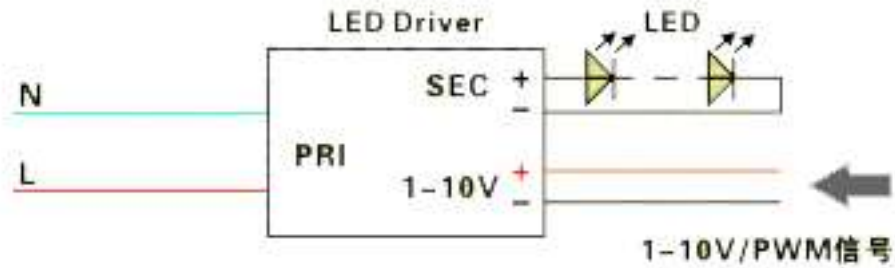 LED Driver
LED
SEC +
−
N
PRI
L
1-10V +
−
1-10V/PWM信号